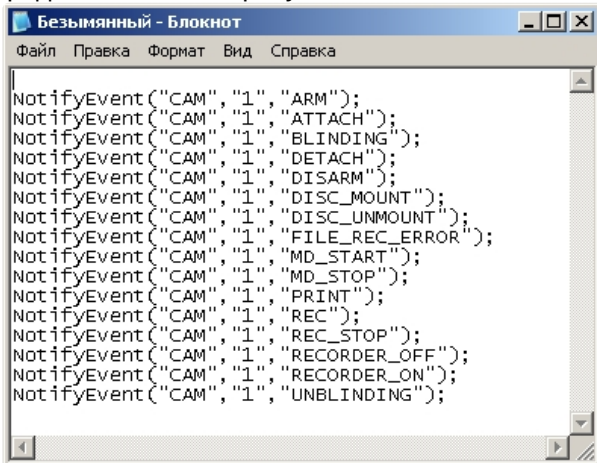 Безымянный - Блокнот
Файл Правка Формат Вид Справка
NotifyEvent("CAM","1","ARM");
NotifyEvent("CAM","1","ATTACH");
NotifyEvent("CAM","1","BLINDING");
NotifyEvent("CAM","1","DETACH");
NotifyEvent("CAM","1","DISARM");
NotifyEvent("CAM","1","DISC_MOUNT");
NotifyEvent("CAM","1","DISC_UNMOUNT");
NotifyEvent("CAM","1","FILE_REC_ERROR");
NotifyEvent("CAM","1","MD_START");
NotifyEvent("CAM","1","MD_STOP");
NotifyEvent("CAM","1","PRINT");
NotifyEvent("CAM","1","REC");
NotifyEvent("CAM","1","REC_STOP");
NotifyEvent("CAM","1","RECORDER_OFF");
NotifyEvent("CAM","1","RECORDER_ON");
NotifyEvent("CAM","1","UNBLINDING");